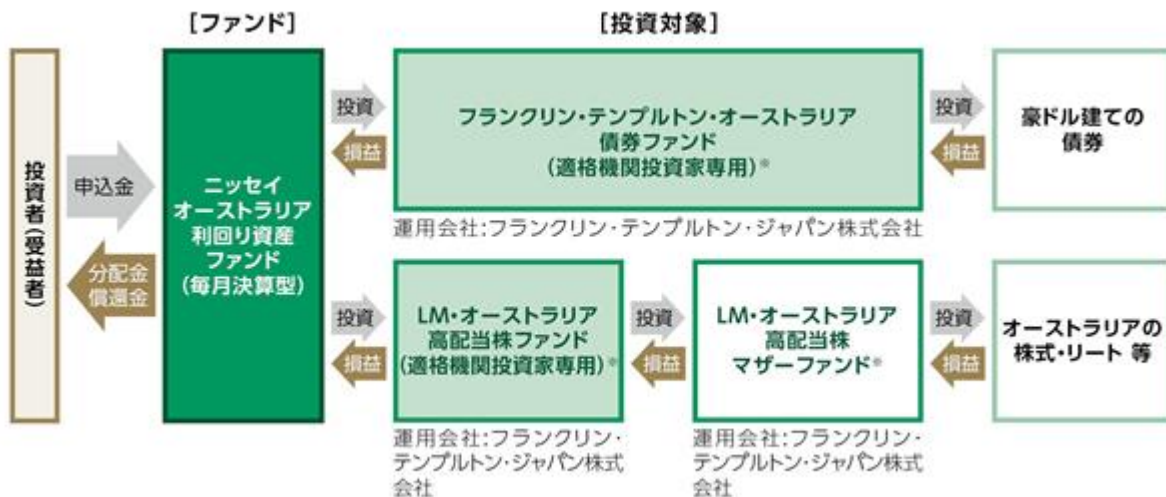 [ファンド]
[投資対象]
投資者(受益者)
申込金
分配金
償還金
ニッセイ
オーストラリア
利回り資産
ファンド
(毎月決算型)
投資
損益
フランクリン・テンプルトン・オーストラリア
債券ファンド
(適格機関投資家専用)※
運用会社:フランクリン・テンプルトン・ジャパン株式会社
投資
損益
豪ドル建ての
債券
投資
損益
LM・オーストラリア
高配当株ファンド
(適格機関投資家専用)※
運用会社:フランクリン・
テンプルトン・ジャパン株式
会社
投資
損益
LM・オーストラリア
高配当株
マザーファンド※
運用会社:フランクリン・
テンプルトン・ジャパン株式
会社
投資
損益
オーストラリアの
株式・リート 等